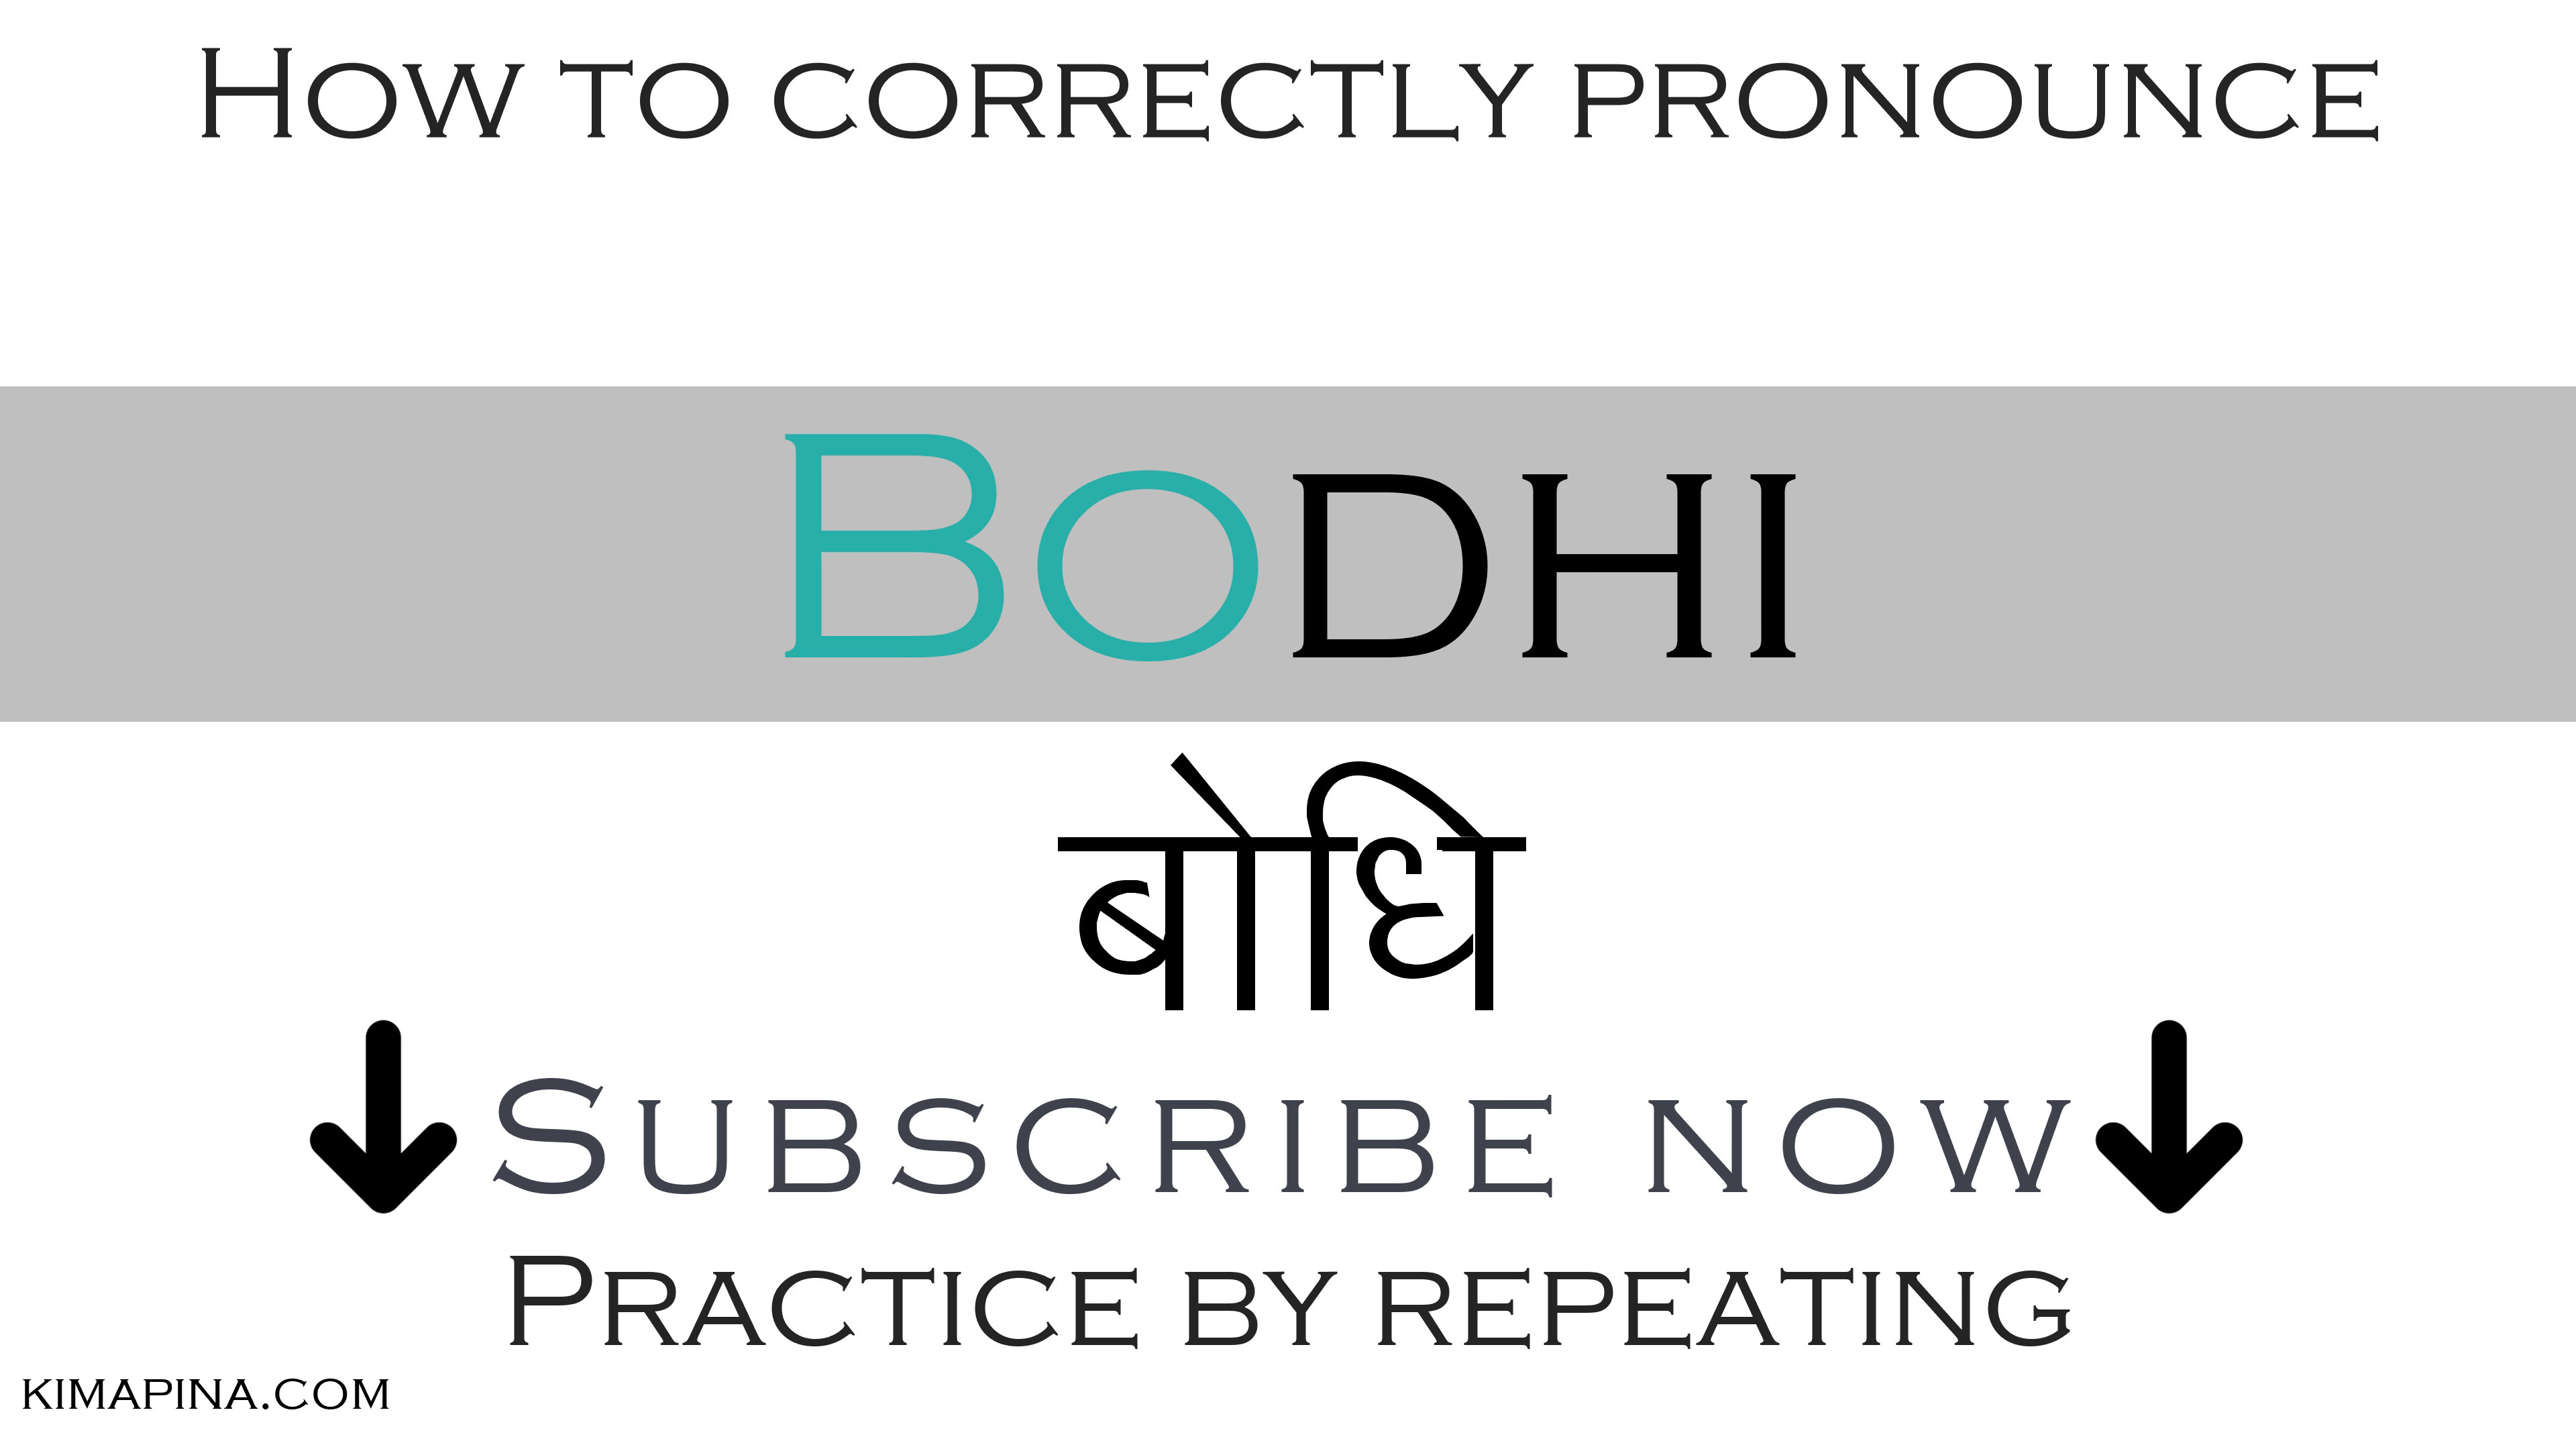 How to correctly pronounce
Bodhi
बोधि
Subscribe now
Practice by repeating
KIMAPINA.COM